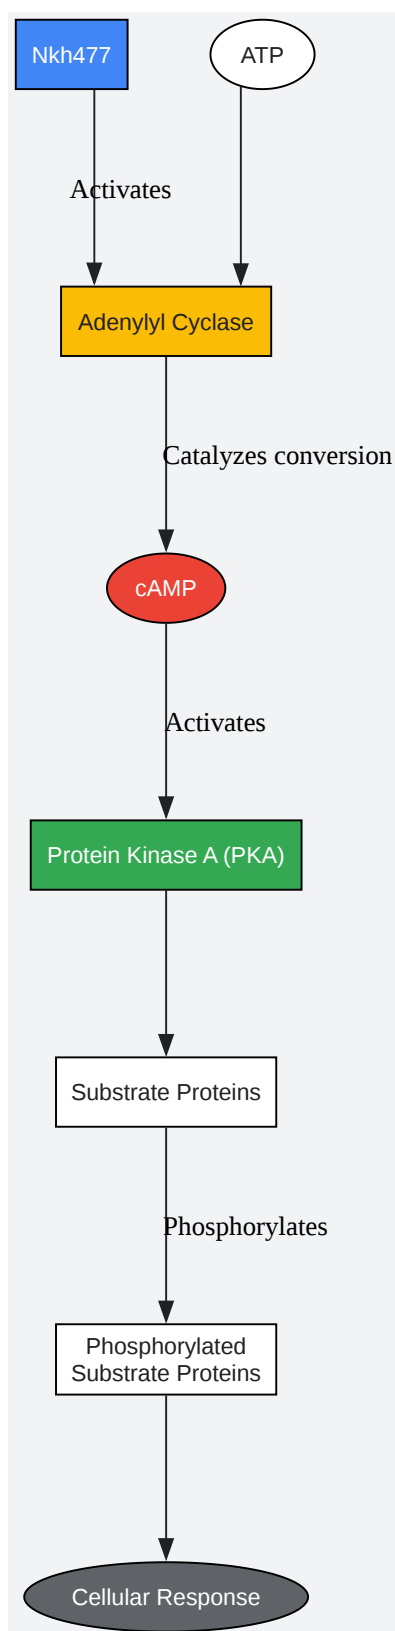 Nkh477
ATP
Activates
Adenylyl Cyclase
Catalyzes conversion
cAMP
Activates
Protein Kinase A (PKA)
Substrate Proteins
Phosphorylates
Phosphorylated
Substrate Proteins
Cellular Response